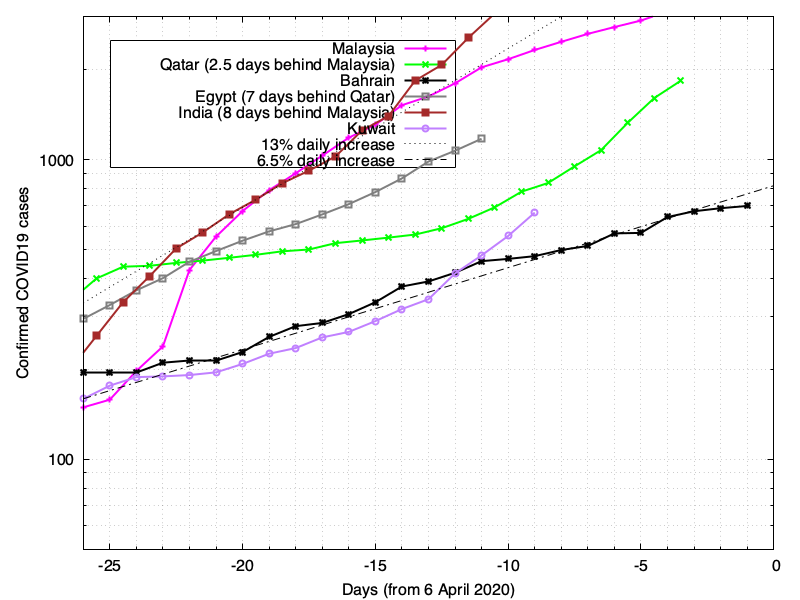 Malaysia
Qatar (2.5 days behind Malaysia)
Bahrain
Egypt (7 days behind Qatar)
India (8 days behind Malaysia)
Kuwait
13% daily increase
6.5% daily increase
1000
100
Confirmed COVID19 cases
-25 -20 -15 -10 -5 0
Days (from 6 April 2020)